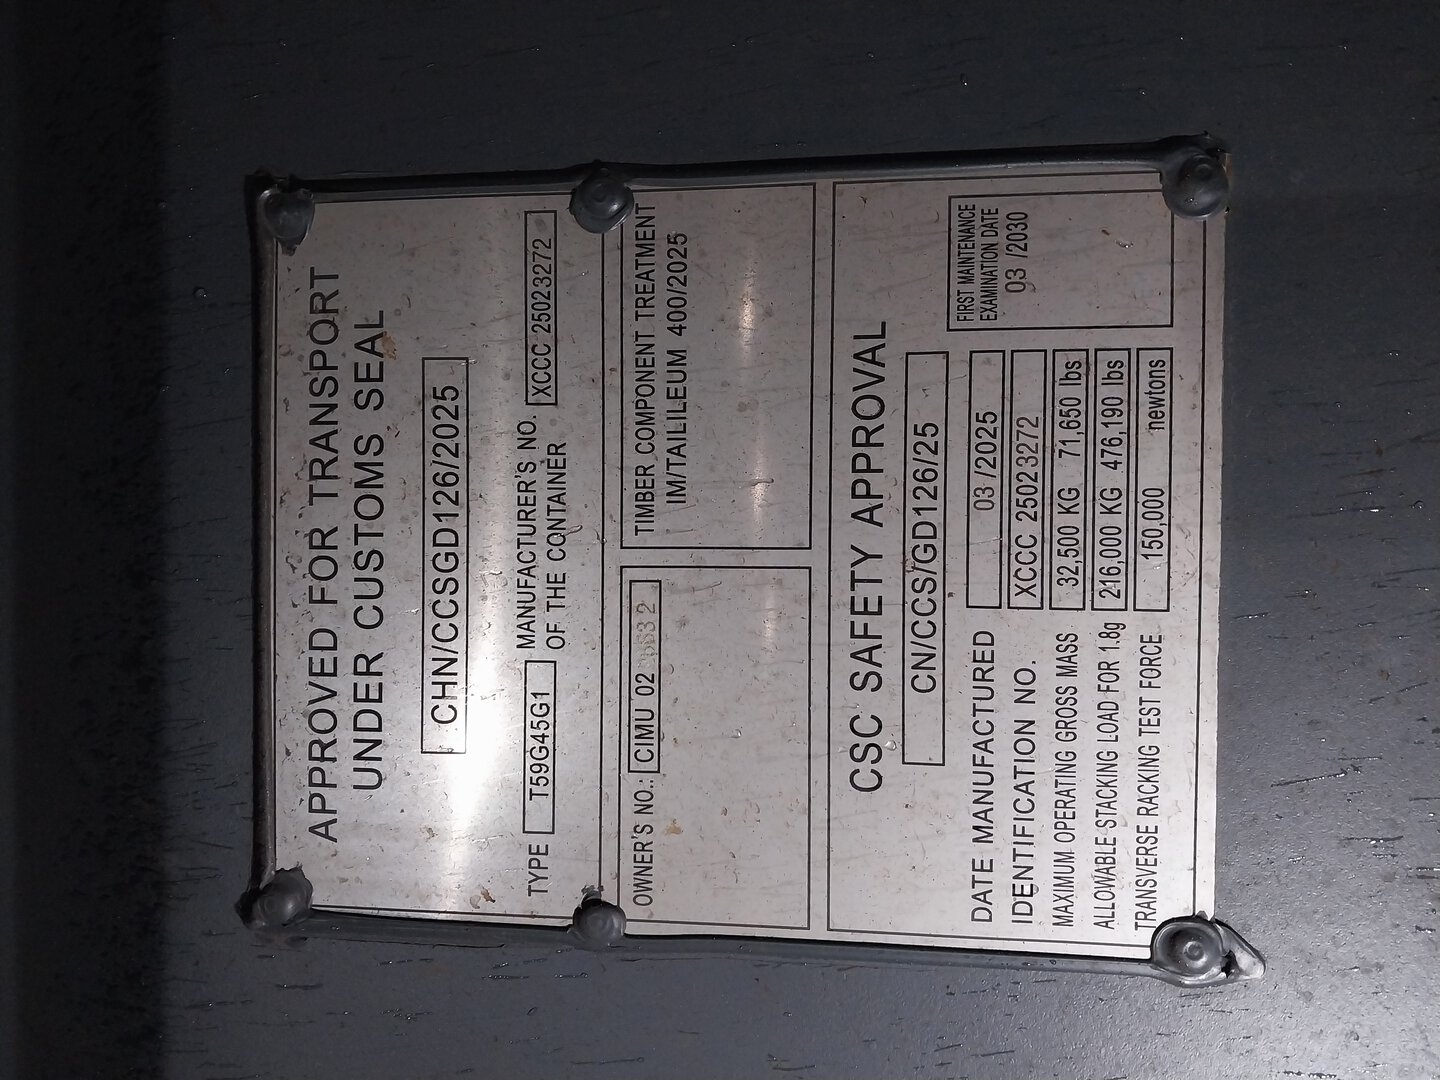 APPROVED FOR TRANSPORT
UNDER CUSTOMS SEAL
CHN/CCSGD126/2025
TYPE T59G45G1
MANUFACTURER'S NO.
OF THE CONTAINER
XCCC 25023272
OWNER'S NO.: CIMU 02
TIMBER COMPONENT TREATMENT
IM/TAILILEUM 400/2025
CSC SAFETY APPROVAL
CN/CCS/GD126/25
DATE MANUFACTURED 03 /2025
IDENTIFICATION NO. XCCC 25023272
MAXIMUM OPERATING GROSS MASS 32,500 KG 71,650 lbs
ALLOWABLE STACKING LOAD FOR 1.8g 216,000 KG 476,190 lbs
TRANSVERSE RACKING TEST FORCE 150,000 newtons
FIRST MAINTENANCE
EXAMINATION DATE
03 /2030